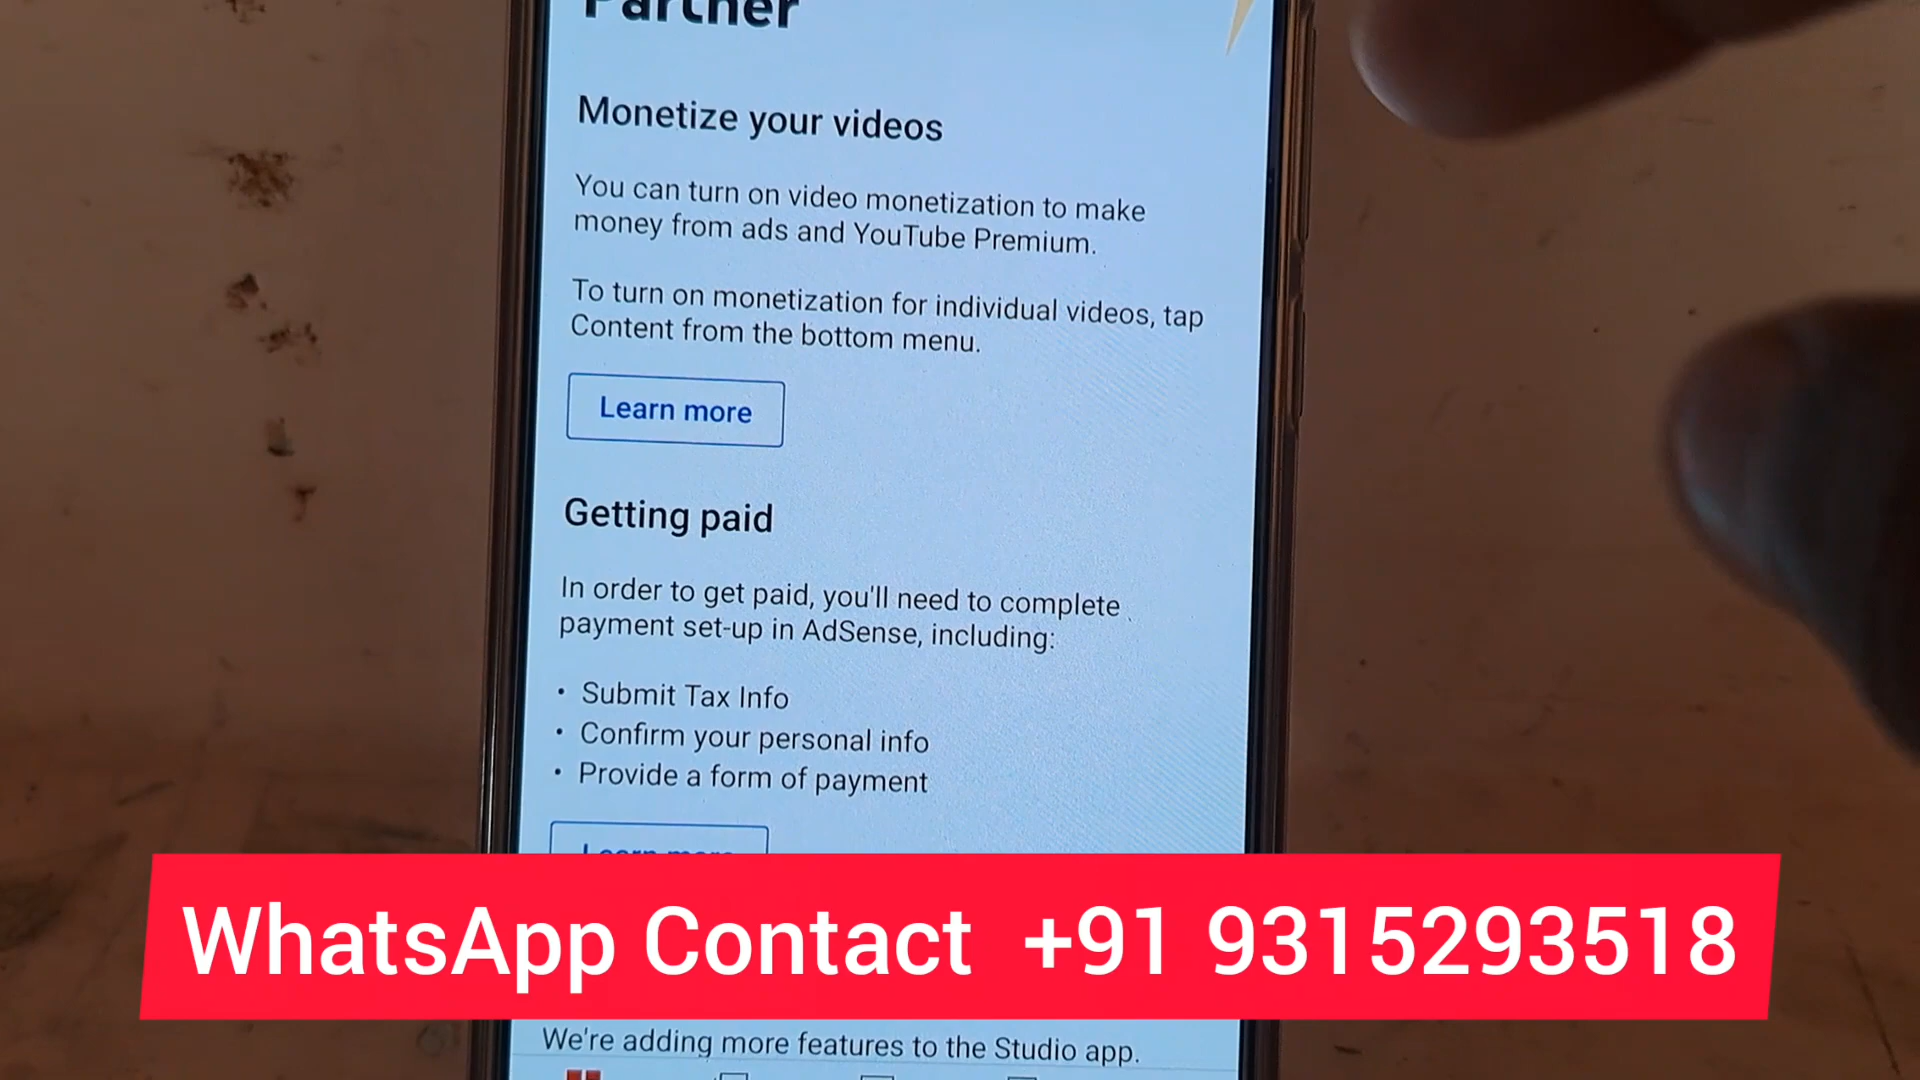 Partner
Monetize your videos
You can turn on video monetization to make
money from ads and YouTube Premium.
To turn on monetization for individual videos, tap
Content from the bottom menu.
Learn more
Getting paid
In order to get paid, you'll need to complete
payment set-up in AdSense, including:
• Submit Tax Info
• Confirm your personal info
• Provide a form of payment
Learn more
WhatsApp Contact +91 9315293518
We're adding more features to the Studio app.